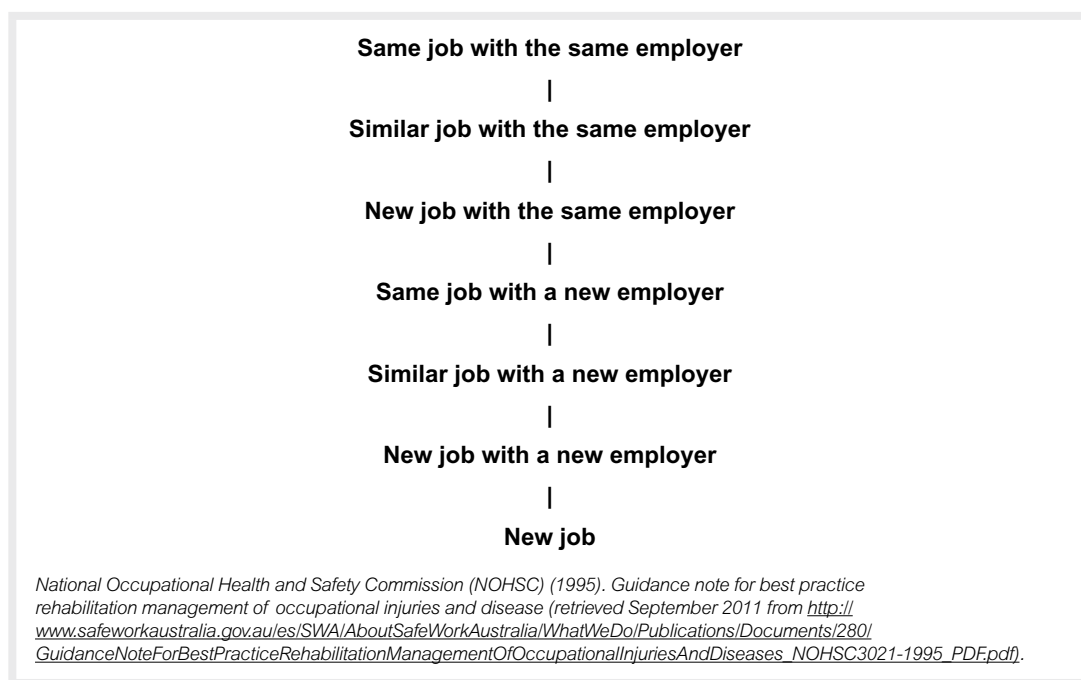 Same job with the same employer
|
Similar job with the same employer
|
New job with the same employer
|
Same job with a new employer
|
Similar job with a new employer
|
New job with a new employer
|
New job
National Occupational Health and Safety Commission (NOHSC) (1995). Guidance note for best practice
rehabilitation management of occupational injuries and disease (retrieved September 2011 from http://
www.safeworkaustralia.gov.au/es/SWA/AboutSafeWorkAustralia/WhatWeDo/Publications/Documents/280/
GuidanceNoteForBestPracticeRehabilitationManagementOfOccupationalInjuriesAndDiseases_NOHSC3021-1995_PDF.pdf).